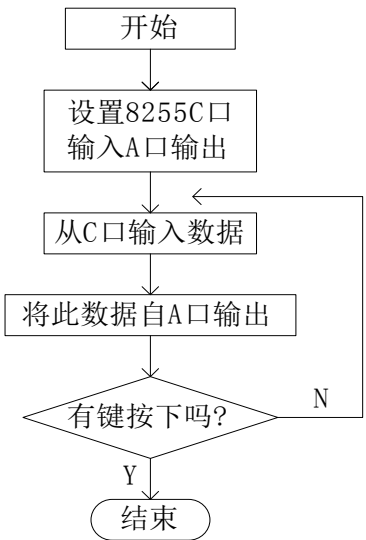 开始
设置8255C口
输入A口输出
从C口输入数据
将此数据自A口输出
有键按下吗?
N
Y
结束